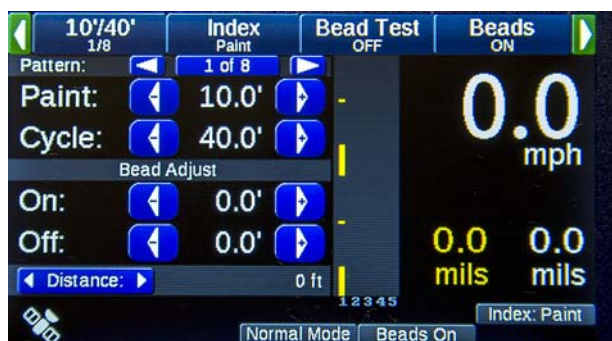 10'/40' Index Bead Test Beads
1/8 Paint OFF ON
Pattern: 1 of 8
Paint: - 10.0' +
Cycle: - 40.0' +
Bead Adjust
On: - 0.0' +
Off: - 0.0' +
Distance: 0 ft
12345
0.0
mph
0.0 0.0
mils mils
Index: Paint
Normal Mode Beads On